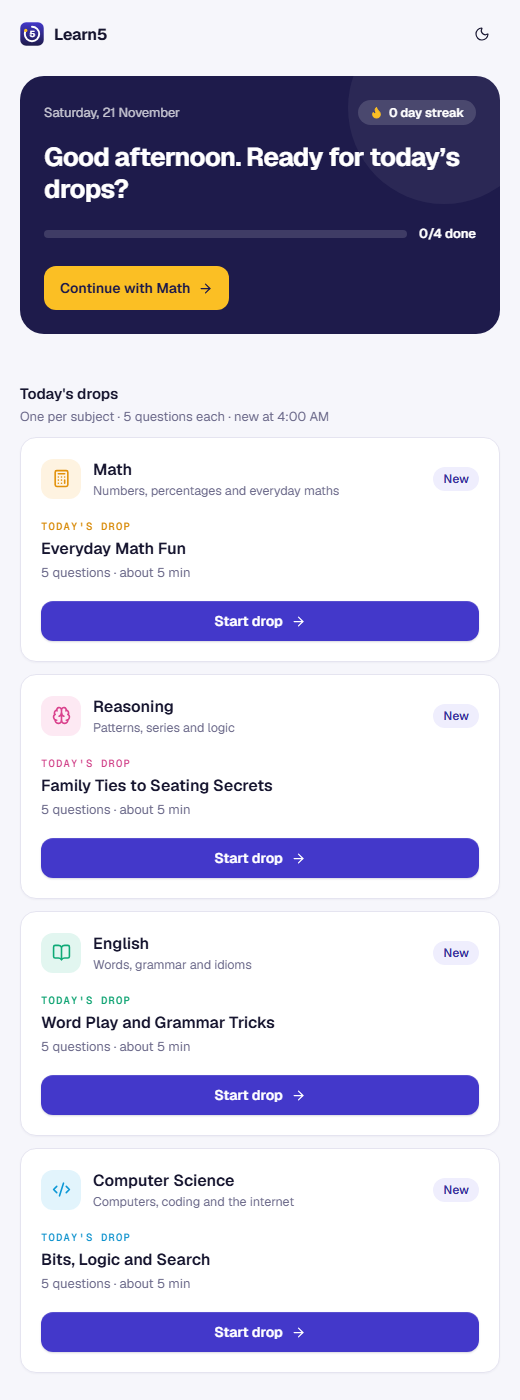 5
Learn5
Saturday, 21 November
0 day streak
Good afternoon. Ready for today’s
drops?
0/4 done
Continue with Math →
Today's drops
One per subject · 5 questions each · new at 4:00 AM
Math
Numbers, percentages and everyday maths
New
TODAY'S DROP
Everyday Math Fun
5 questions · about 5 min
Start drop →
Reasoning
Patterns, series and logic
New
TODAY'S DROP
Family Ties to Seating Secrets
5 questions · about 5 min
Start drop →
English
Words, grammar and idioms
New
TODAY'S DROP
Word Play and Grammar Tricks
5 questions · about 5 min
Start drop →
Computer Science
Computers, coding and the internet
New
TODAY'S DROP
Bits, Logic and Search
5 questions · about 5 min
Start drop →